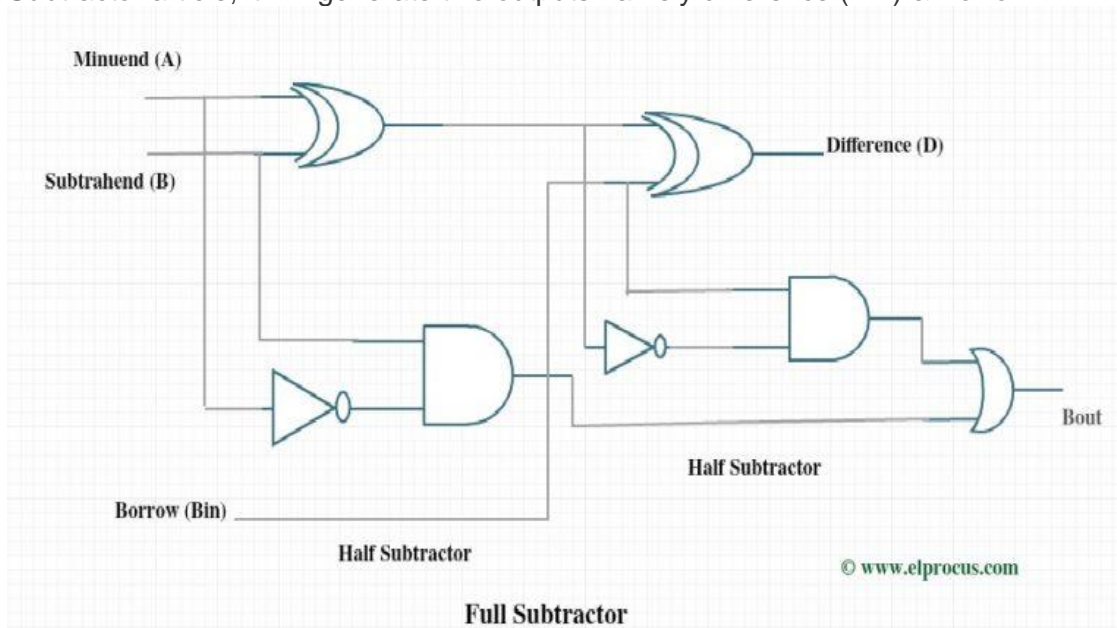 Minuend (A)
Subtrahend (B)
Difference (D)
Bout
Half Subtractor
Borrow (Bin)
Half Subtractor
© www.elprocus.com
Full Subtractor